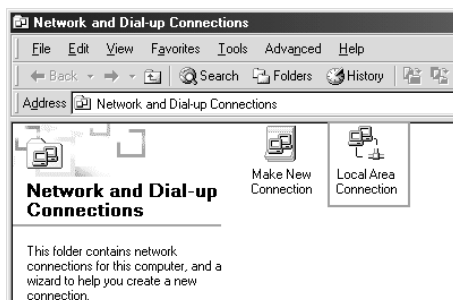 Network and Dial-up Connections
File Edit View Favorites Tools Advanced Help
Back Search Folders History
Address Network and Dial-up Connections
Make New Connection
Local Area Connection
Network and Dial-up
Connections
This folder contains network
connections for this computer, and a
wizard to help you create a new
connection.